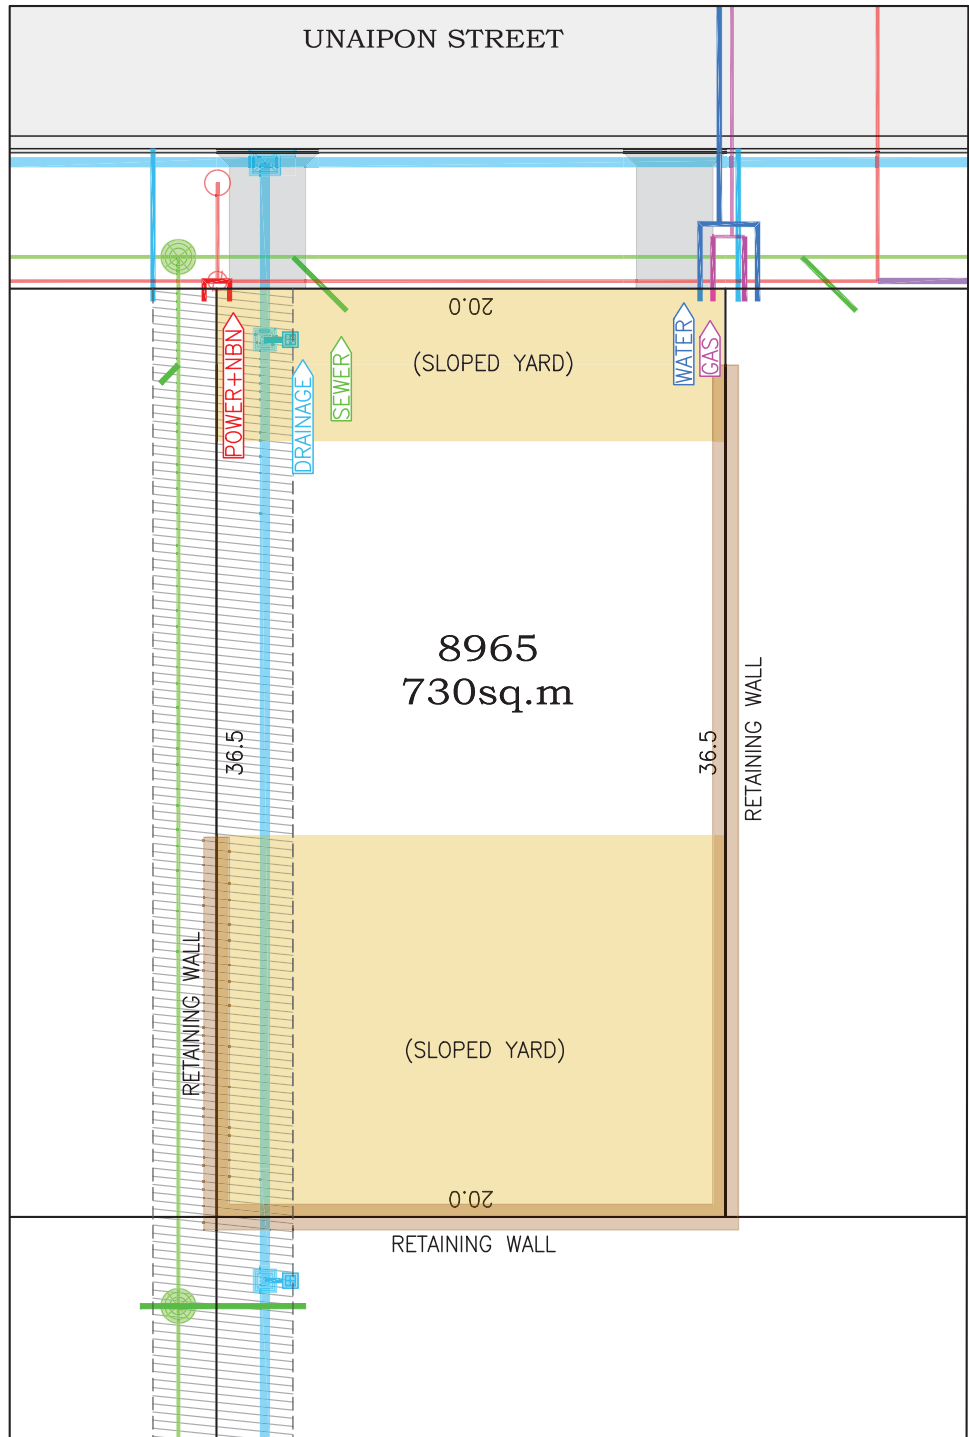 UNAIPON STREET
20.0
(SLOPED YARD)
POWER+NBN
DRAINAGE
SEWER
WATER
GAS
8965
730sq.m
36.5
36.5
RETAINING WALL
RETAINING WALL
(SLOPED YARD)
20.0
RETAINING WALL